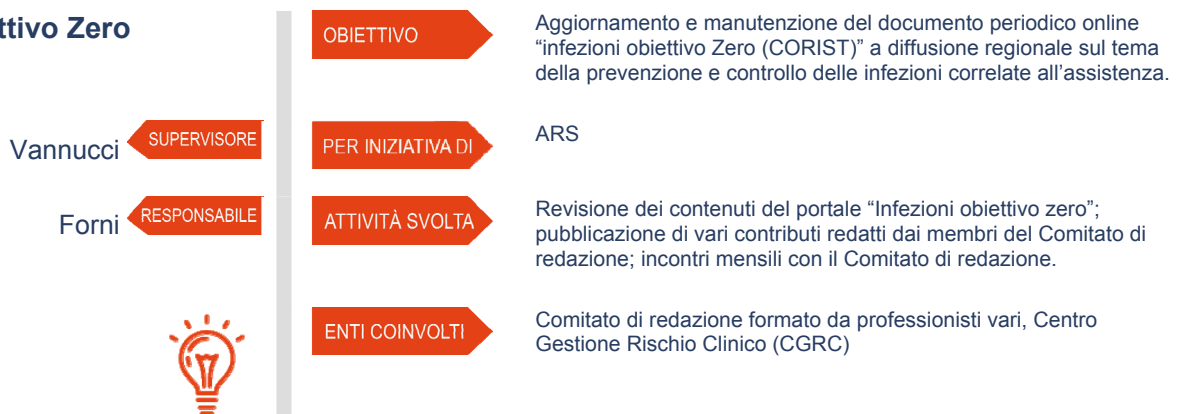 ttivo Zero
Vannucci
SUPERVISORE
Forni
RESPONSABILE
OBIETTIVO
Aggiornamento e manutenzione del documento periodico online
“infezioni obiettivo Zero (CORIST)” a diffusione regionale sul tema
della prevenzione e controllo delle infezioni correlate all’assistenza.
PER INIZIATIVA DI
ARS
ATTIVITÀ SVOLTA
Revisione dei contenuti del portale “Infezioni obiettivo zero”;
pubblicazione di vari contributi redatti dai membri del Comitato di
redazione; incontri mensili con il Comitato di redazione.
ENTI COINVOLTI
Comitato di redazione formato da professionisti vari, Centro
Gestione Rischio Clinico (CGRC)